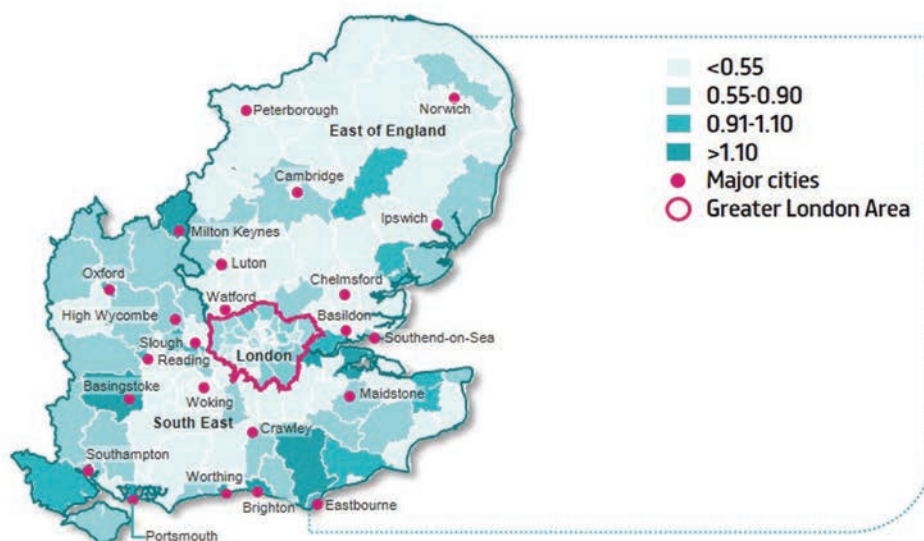 <0.55
0.55-0.90
0.91-1.10
>1.10
Major cities
Greater London Area
Peterborough
Norwich
East of England
Cambridge
Ipswich
Milton Keynes
Luton
Oxford
Chelmsford
Watford
High Wycombe
Basildon
Slough
London
Southend-on-Sea
Reading
Basingstoke
Woking
Maidstone
South East
Crawley
Southampton
Worthing
Brighton
Eastbourne
Portsmouth